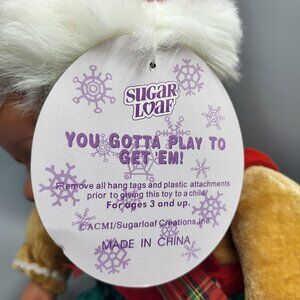 SUGAR
LOAF
YOU GOTTA PLAY TO
GET 'EM!
Remove all hang tags and plastic attachments
prior to giving this toy to a child!
For ages 3 and up.
©ACMI/Sugarloaf Creations, Inc.
MADE IN CHINA